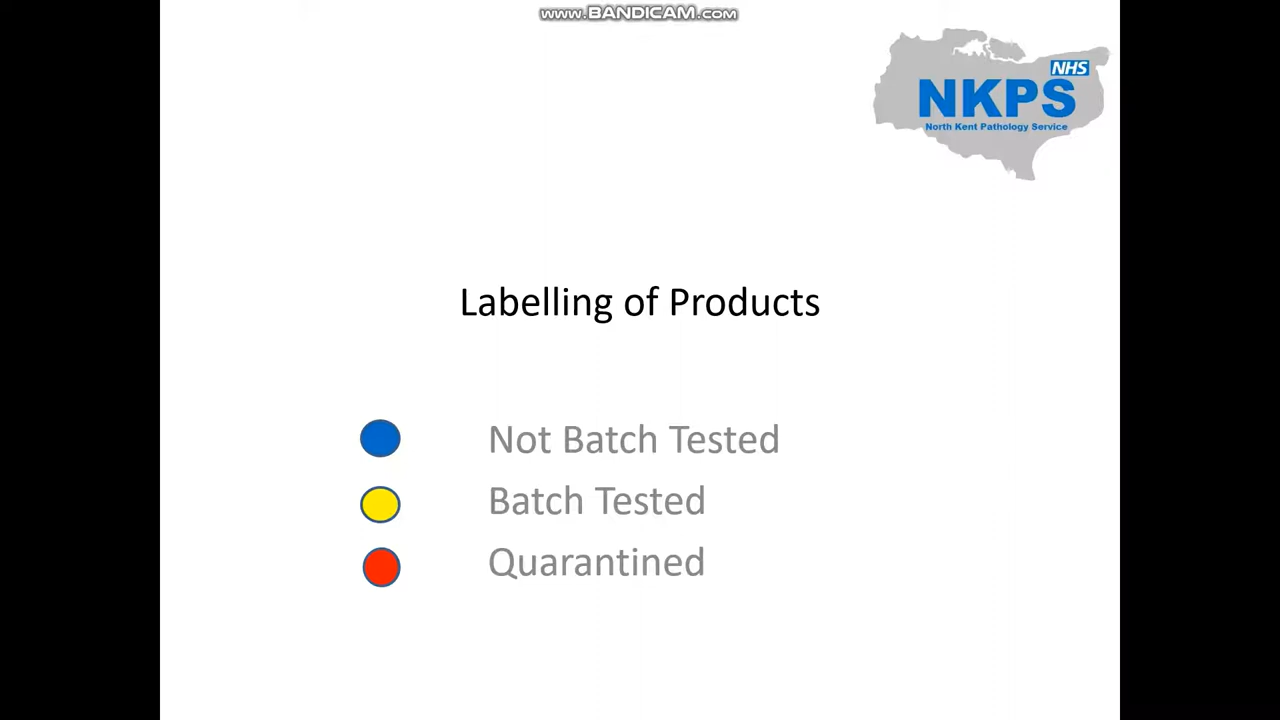 www.BANDICAM.com
NHS
NKPS
North Kent Pathology Service
Labelling of Products
Not Batch Tested
Batch Tested
Quarantined